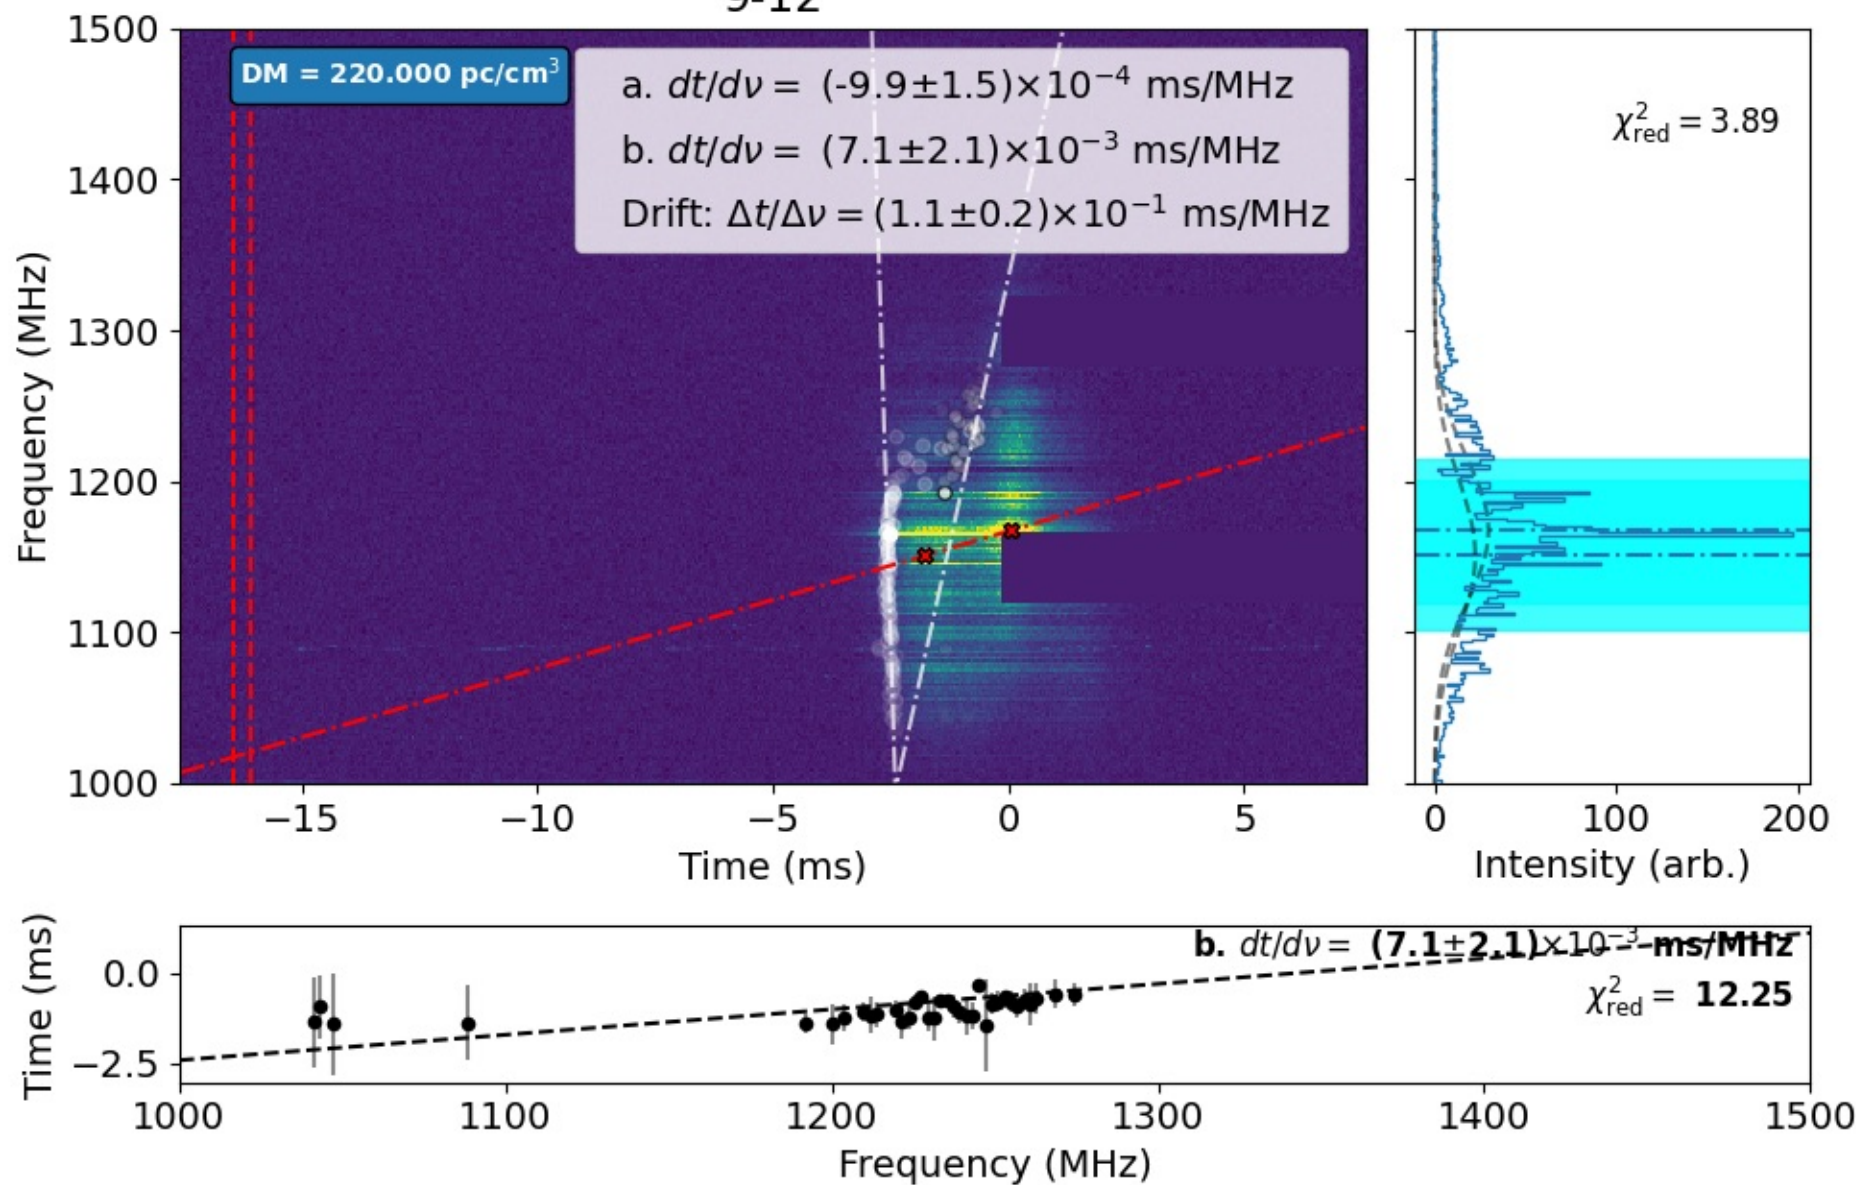 9-12
1500
1400
1300
1200
1100
1000
Frequency (MHz)
DM = 220.000 pc/cm³
a. dt/dν = (-9.9±1.5)×10⁻⁴ ms/MHz
b. dt/dν = (7.1±2.1)×10⁻³ ms/MHz
Drift: Δt/Δν = (1.1±0.2)×10⁻¹ ms/MHz
−15 −10 −5 0 5
Time (ms)
χ²red = 3.89
0 100 200
Intensity (arb.)
Time (ms)
0.0
−2.5
b. dt/dν = (7.1±2.1)×10⁻³ ms/MHz
χ²red = 12.25
1000 1100 1200 1300 1400 1500
Frequency (MHz)